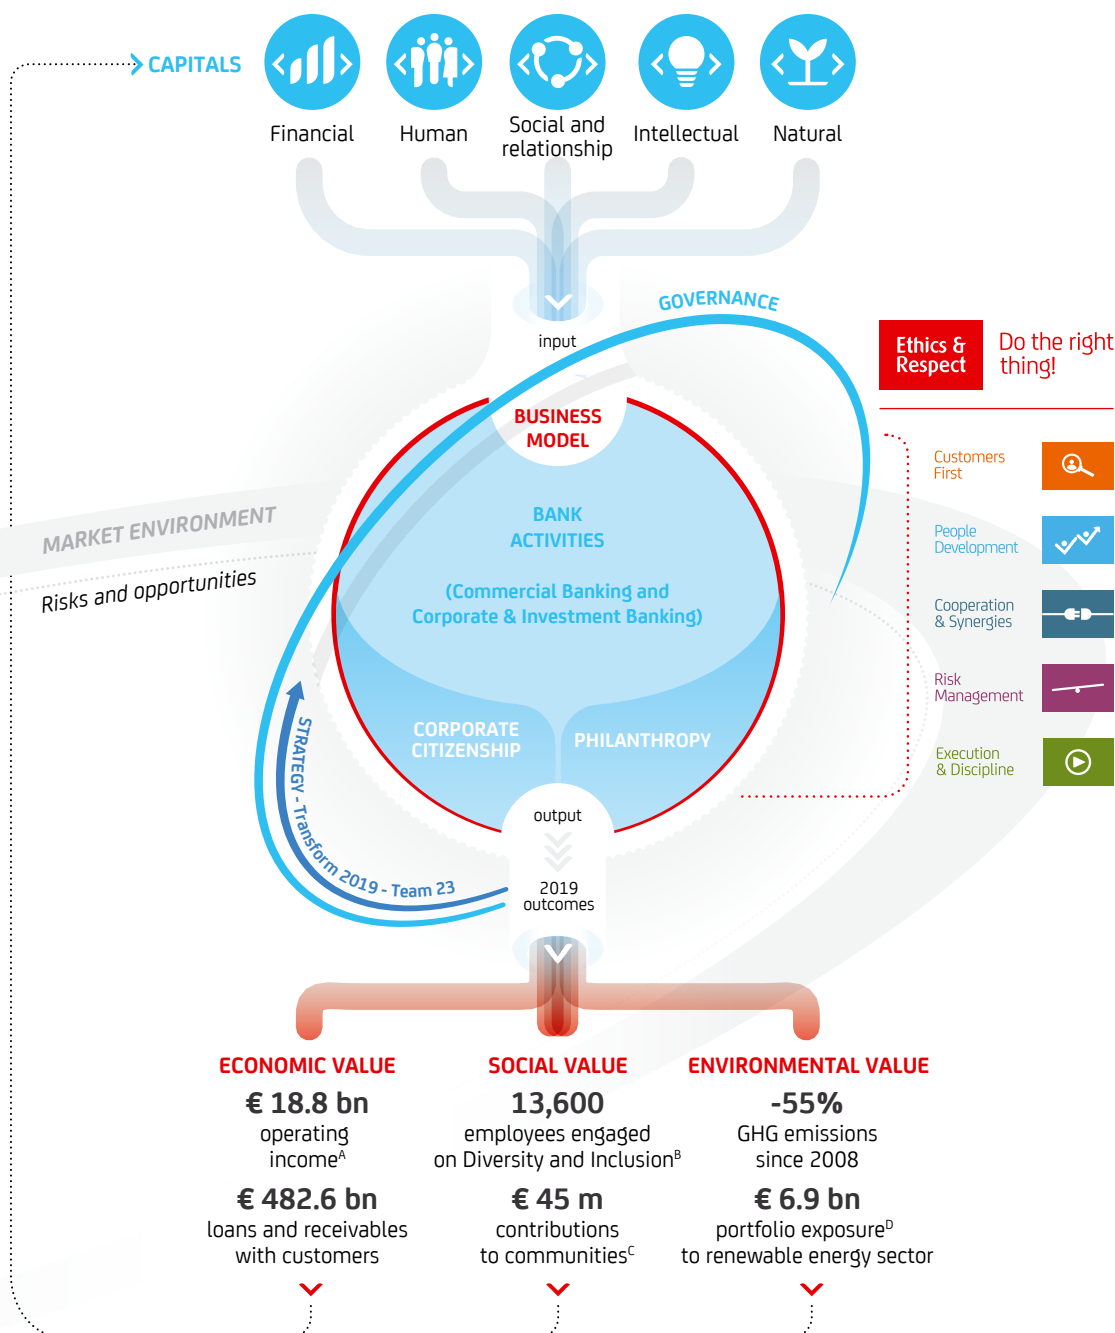 CAPITALS
Financial
Human
Social and
relationship
Intellectual
Natural
GOVERNANCE
input
Ethics &
Respect
Do the right
thing!
BUSINESS
MODEL
Customers
First
MARKET ENVIRONMENT
Risks and opportunities
BANK
ACTIVITIES
(Commercial Banking and
Corporate & Investment Banking)
People
Development
Cooperation
& Synergies
Risk
Management
Execution
& Discipline
CORPORATE
CITIZENSHIP
PHILANTHROPY
STRATEGY - Transform 2019 - Team 23
output
2019
outcomes
ECONOMIC VALUE
€ 18.8 bn
operating
incomeᴬ
€ 482.6 bn
loans and receivables
with customers
SOCIAL VALUE
13,600
employees engaged
on Diversity and Inclusionᴮ
€ 45 m
contributions
to communitiesC
ENVIRONMENTAL VALUE
-55%
GHG emissions
since 2008
€ 6.9 bn
portfolio exposureᴰ
to renewable energy sector